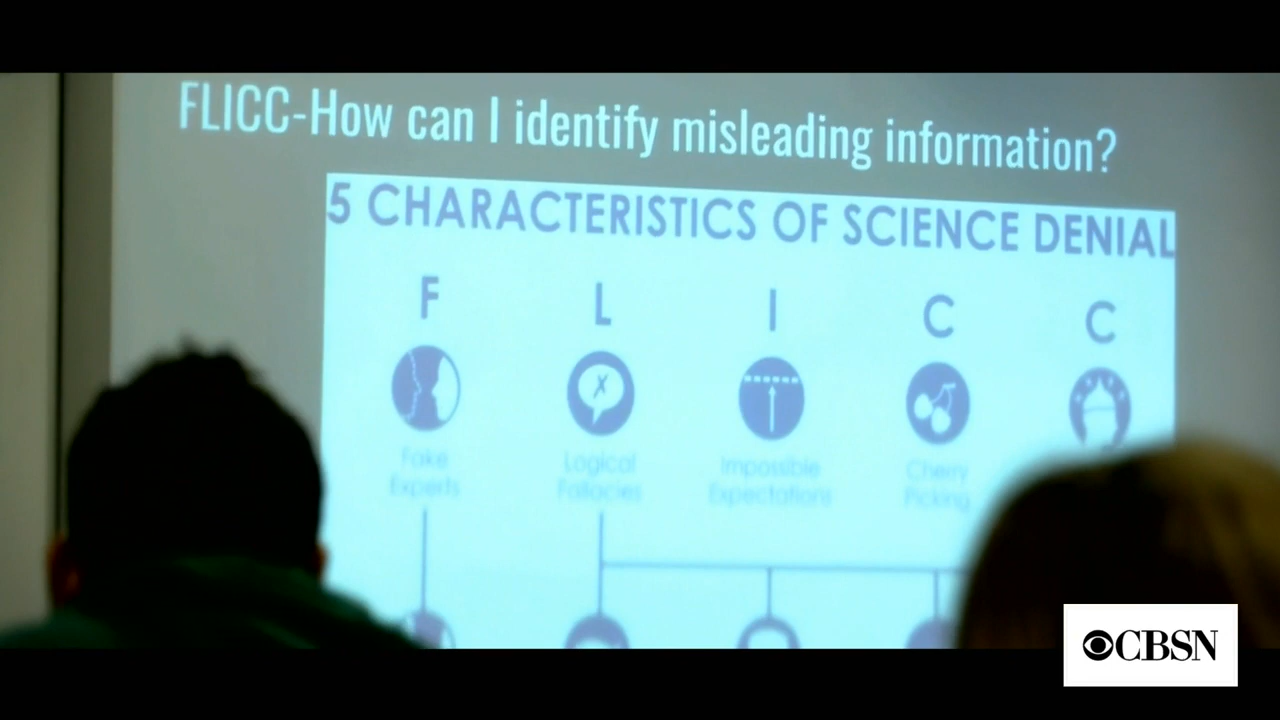 FLICC-How can I identify misleading information?
5 CHARACTERISTICS OF SCIENCE DENIAL
F L I C C
Fake Logical Impossible Cherry
Experts Fallacies Expectations Picking
CBSN